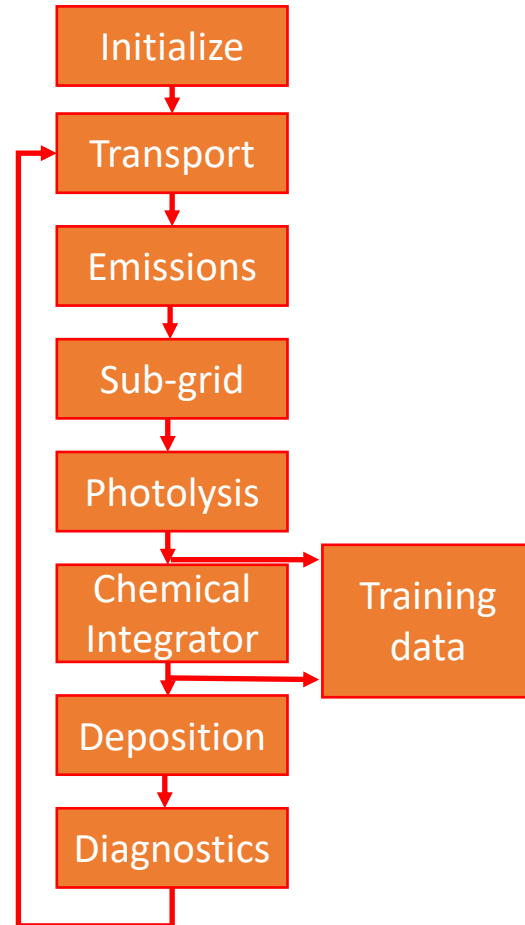 Initialize
Transport
Emissions
Sub-grid
Photolysis
Chemical
Integrator
Training
data
Deposition
Diagnostics